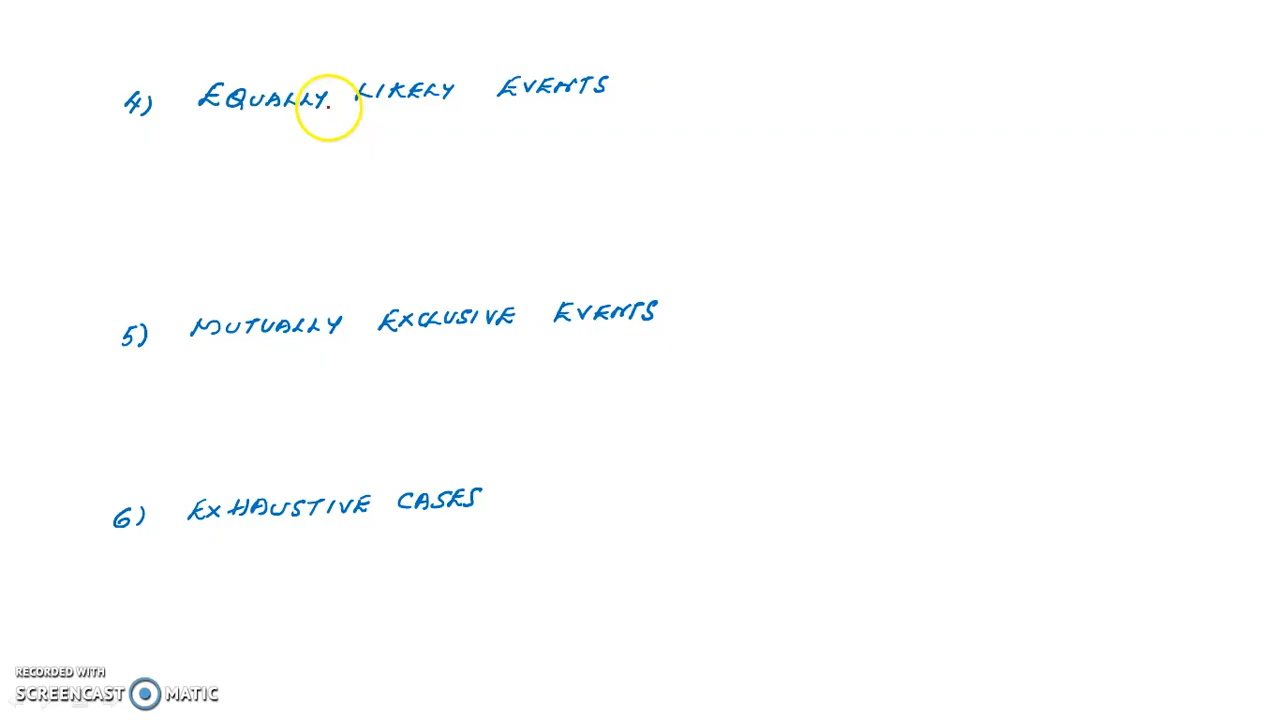 4) EQUALLY LIKELY EVENTS
5) MUTUALLY EXCLUSIVE EVENTS
6) EXHAUSTIVE CASES
RECORDED WITH
SCREENCAST MATIC